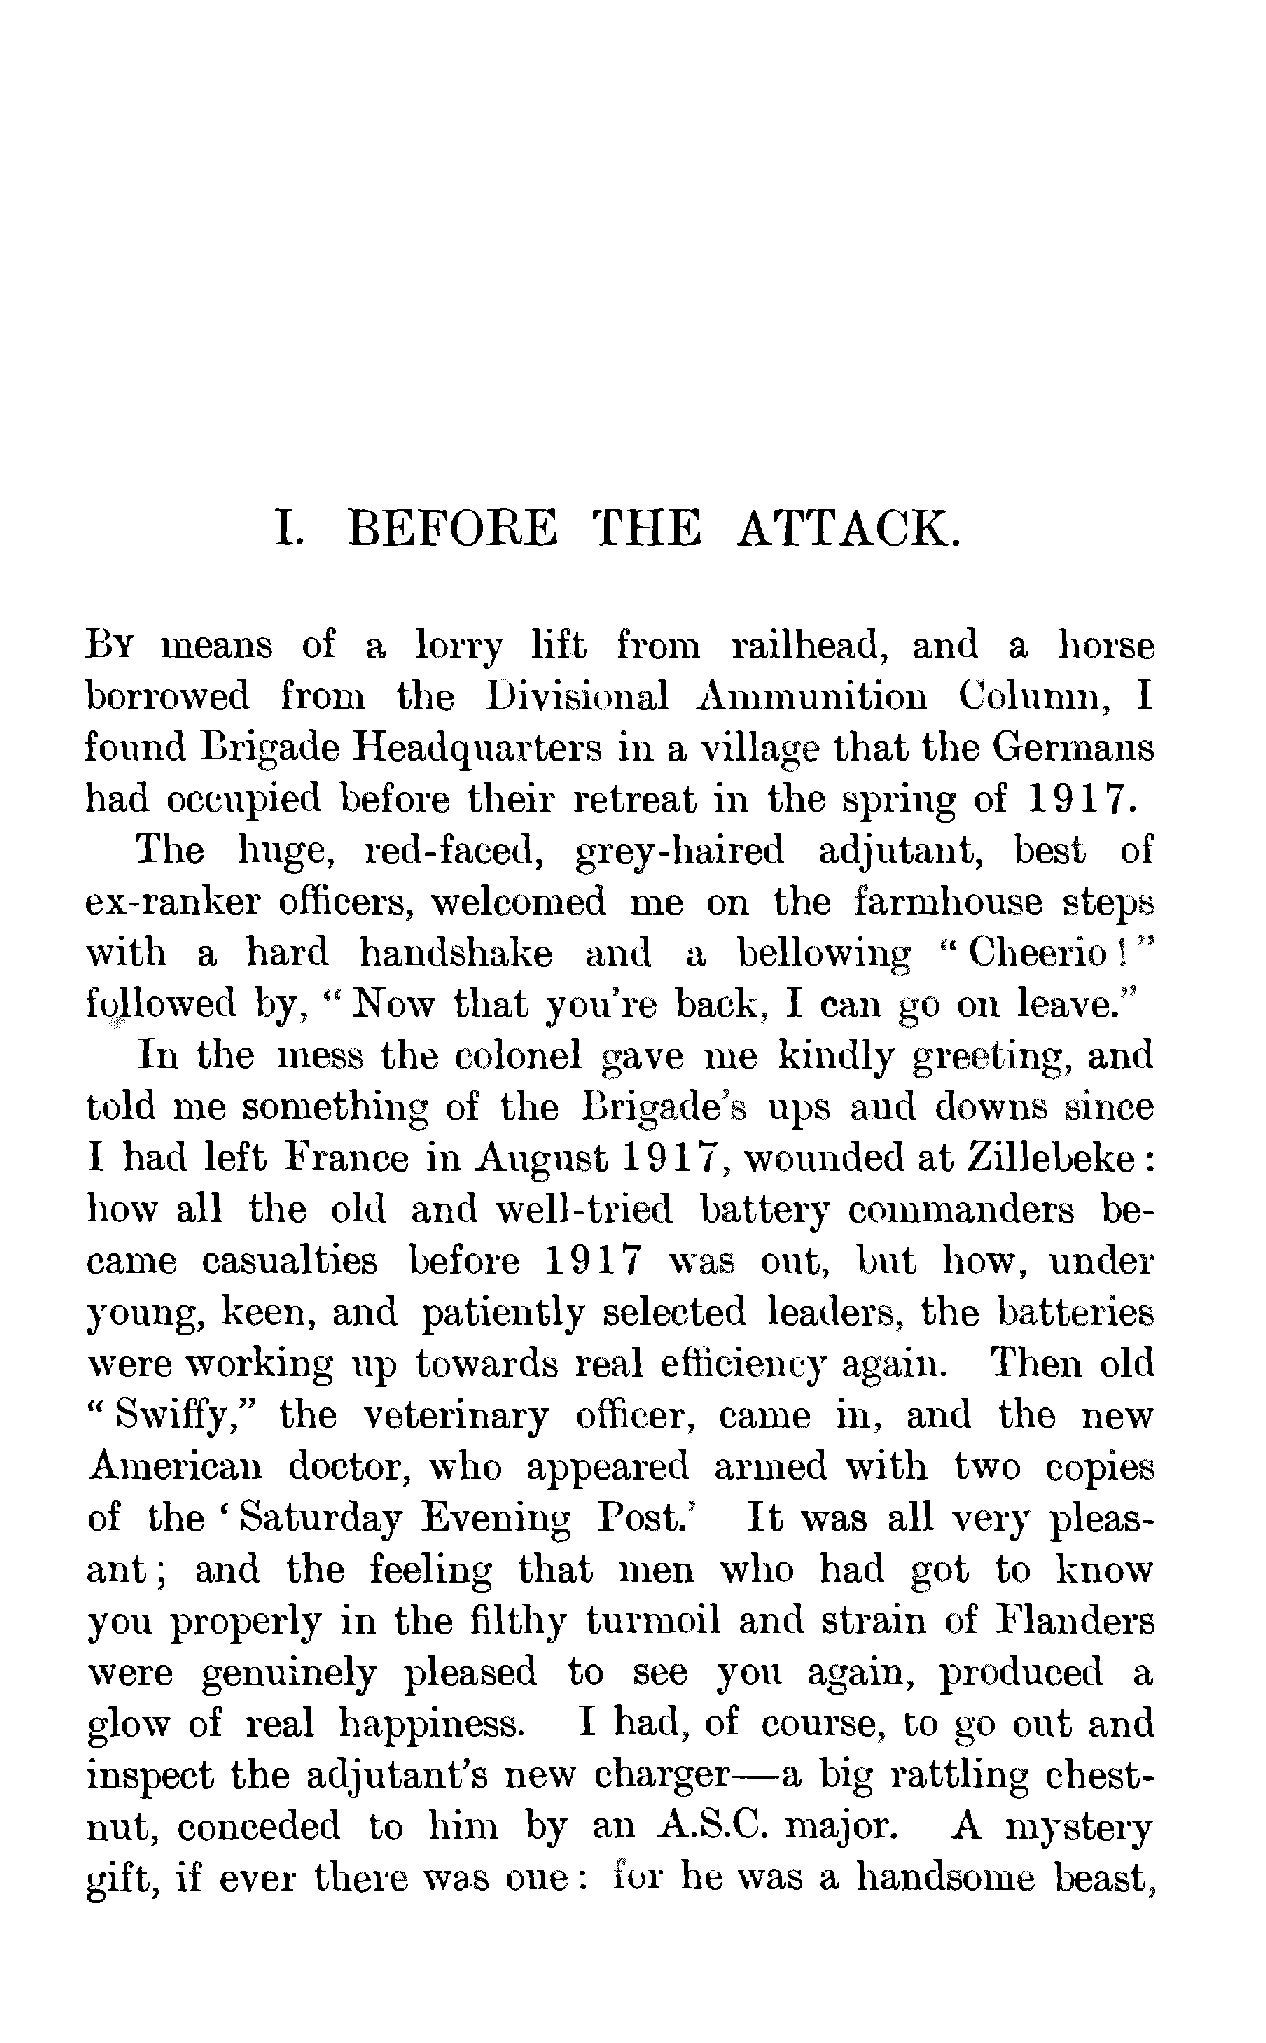 I. BEFORE THE ATTACK.
BY means of a lorry lift from railhead, and a horse
borrowed from the Divisional Ammunition Column, I
found Brigade Headquarters in a village that the Germans
had occupied before their retreat in the spring of 1917.
The huge, red-faced, grey-haired adjutant, best of
ex-ranker officers, welcomed me on the farmhouse steps
with a hard handshake and a bellowing “ Cheerio ! ”
followed by, “ Now that you're back, I can go on leave.”
In the mess the colonel gave me kindly greeting, and
told me something of the Brigade's ups and downs since
I had left France in August 1917, wounded at Zillebeke :
how all the old and well-tried battery commanders be-
came casualties before 1917 was out, but how, under
young, keen, and patiently selected leaders, the batteries
were working up towards real efficiency again. Then old
“ Swiffy,” the veterinary officer, came in, and the new
American doctor, who appeared armed with two copies
of the ‘ Saturday Evening Post.’ It was all very pleas-
ant ; and the feeling that men who had got to know
you properly in the filthy turmoil and strain of Flanders
were genuinely pleased to see you again, produced a
glow of real happiness. I had, of course, to go out and
inspect the adjutant's new charger—a big rattling chest-
nut, conceded to him by an A.S.C. major. A mystery
gift, if ever there was one : for he was a handsome beast,